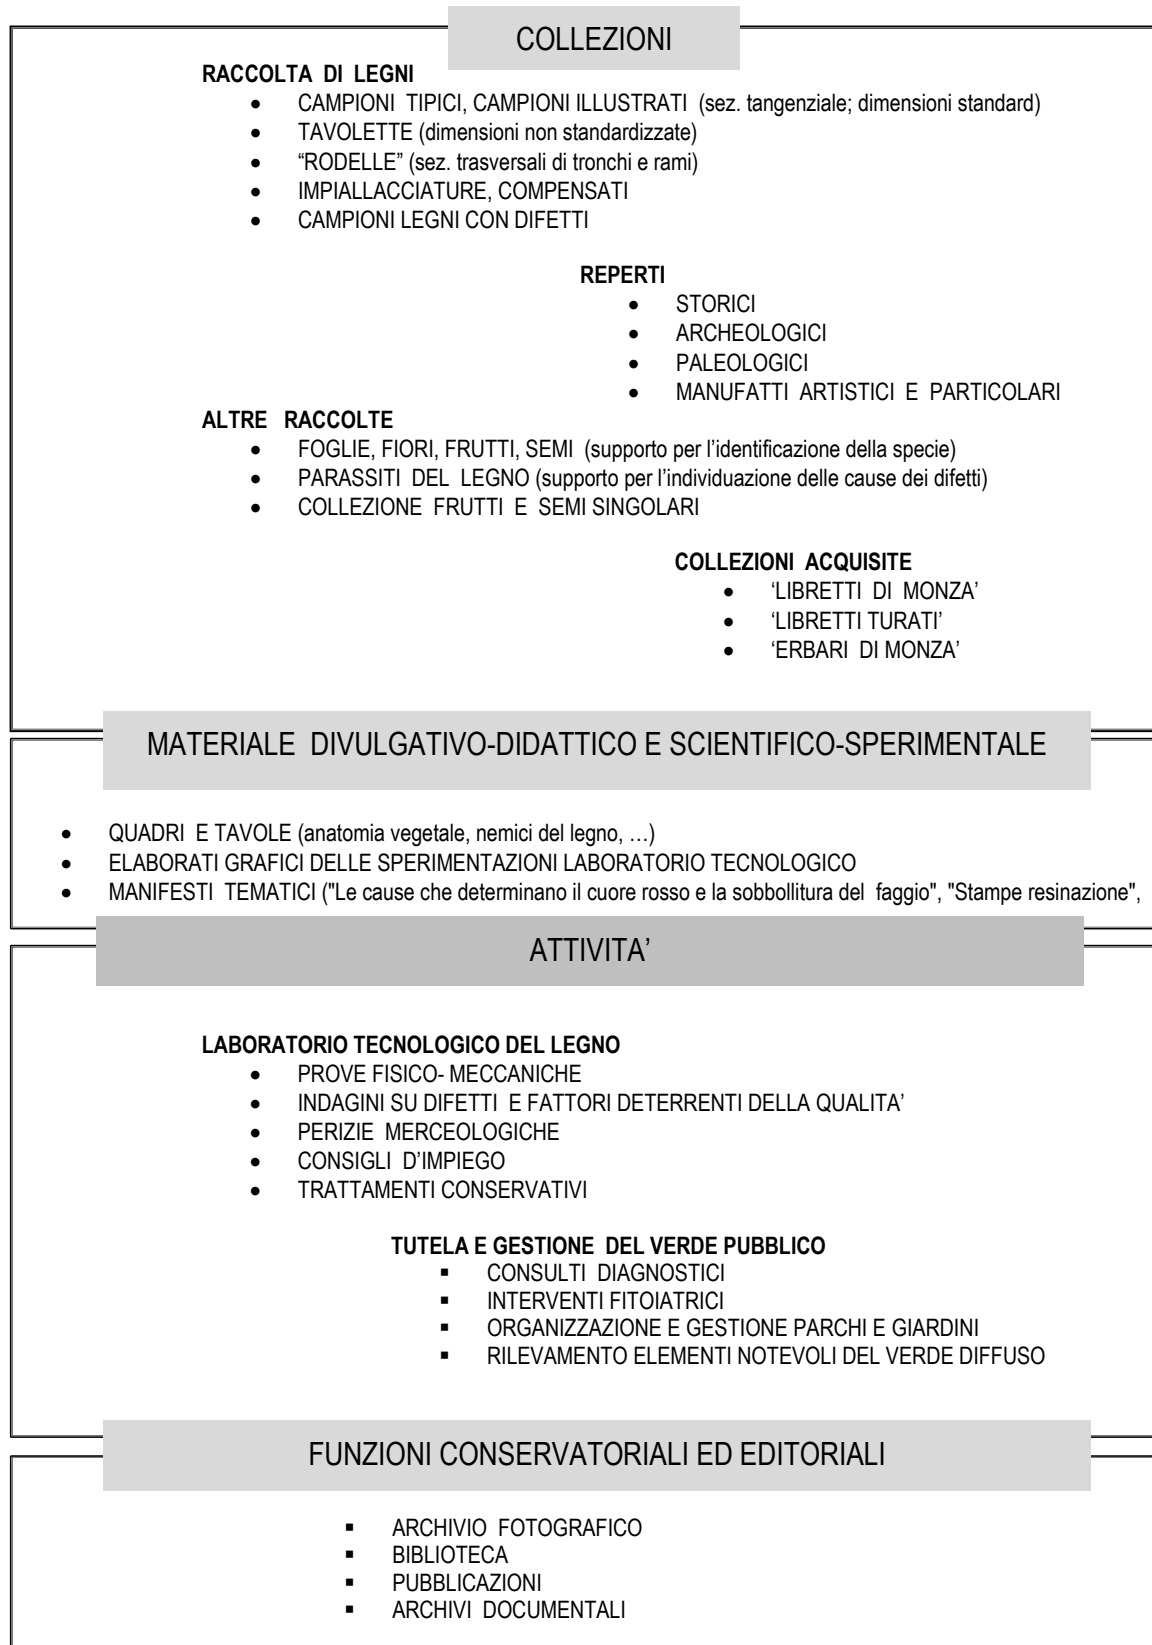 COLLEZIONI
RACCOLTA DI LEGNI
• CAMPIONI TIPICI, CAMPIONI ILLUSTRATI (sez. tangenziale; dimensioni standard)
• TAVOLETTE (dimensioni non standardizzate)
• “RODELLE” (sez. trasversali di tronchi e rami)
• IMPIALLACCIATURE, COMPENSATI
• CAMPIONI LEGNI CON DIFETTI
REPERTI
• STORICI
• ARCHEOLOGICI
• PALEOLOGICI
• MANUFATTI ARTISTICI E PARTICOLARI
ALTRE RACCOLTE
• FOGLIE, FIORI, FRUTTI, SEMI (supporto per l’identificazione della specie)
• PARASSITI DEL LEGNO (supporto per l’individuazione delle cause dei difetti)
• COLLEZIONE FRUTTI E SEMI SINGOLARI
COLLEZIONI ACQUISITE
• ‘LIBRETTI DI MONZA’
• ‘LIBRETTI TURATI’
• ‘ERBARI DI MONZA’
MATERIALE DIVULGATIVO-DIDATTICO E SCIENTIFICO-SPERIMENTALE
• QUADRI E TAVOLE (anatomia vegetale, nemici del legno, …)
• ELABORATI GRAFICI DELLE SPERIMENTAZIONI LABORATORIO TECNOLOGICO
• MANIFESTI TEMATICI ("Le cause che determinano il cuore rosso e la sobbollitura del faggio", "Stampe resinazione",
ATTIVITA’
LABORATORIO TECNOLOGICO DEL LEGNO
• PROVE FISICO- MECCANICHE
• INDAGINI SU DIFETTI E FATTORI DETERRENTI DELLA QUALITA’
• PERIZIE MERCEOLOGICHE
• CONSIGLI D’IMPIEGO
• TRATTAMENTI CONSERVATIVI
TUTELA E GESTIONE DEL VERDE PUBBLICO
▪ CONSULTI DIAGNOSTICI
▪ INTERVENTI FITOIATRICI
▪ ORGANIZZAZIONE E GESTIONE PARCHI E GIARDINI
▪ RILEVAMENTO ELEMENTI NOTEVOLI DEL VERDE DIFFUSO
FUNZIONI CONSERVATORIALI ED EDITORIALI
▪ ARCHIVIO FOTOGRAFICO
▪ BIBLIOTECA
▪ PUBBLICAZIONI
▪ ARCHIVI DOCUMENTALI